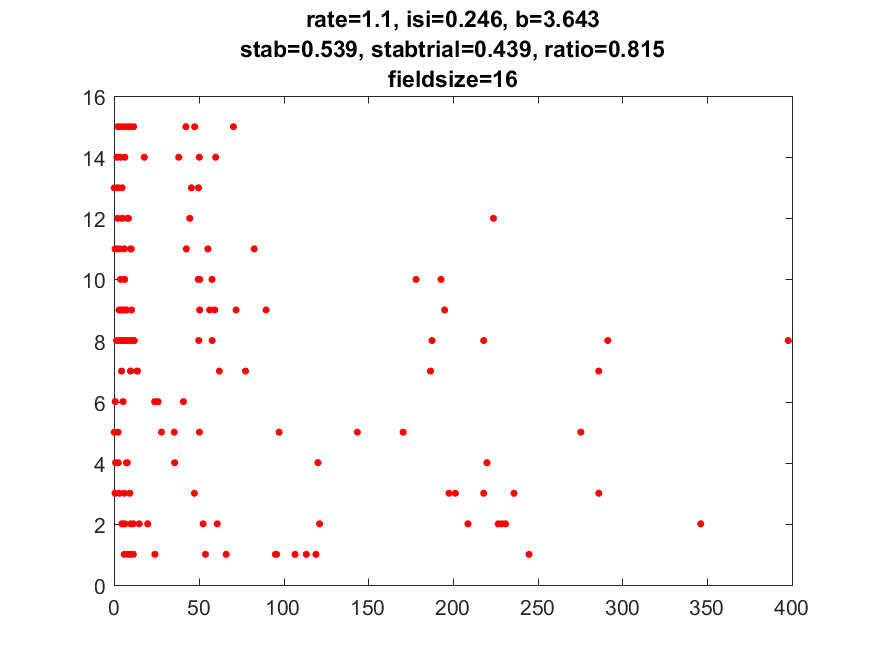 rate=1.1, isi=0.246, b=3.643
stab=0.539, stabtrial=0.439, ratio=0.815
fieldsize=16
16
14
12
10
8
6
4
2
0
0 50 100 150 200 250 300 350 400